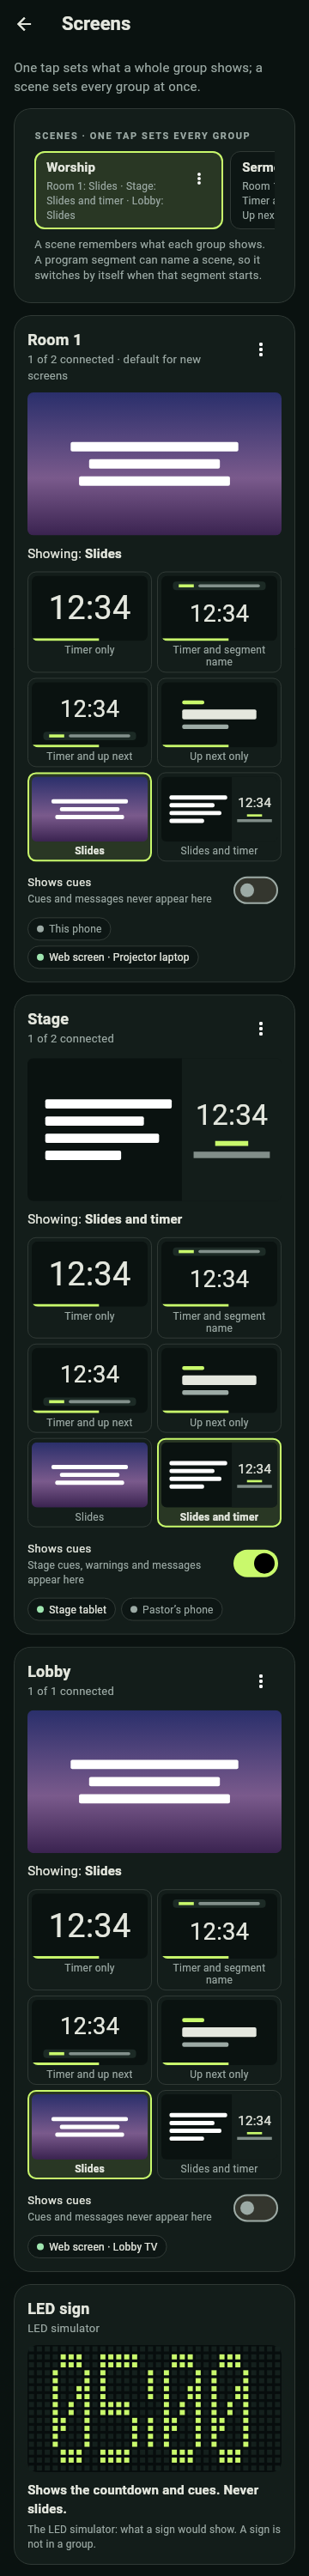 Screens
One tap sets what a whole group shows; a
scene sets every group at once.
SCENES · ONE TAP SETS EVERY GROUP
Worship
Room 1: Slides · Stage:
Slides and timer · Lobby:
Slides
Room
Up nex
A scene remembers what each group shows.
A program segment can name a scene, so it
switches by itself when that segment starts.
Room 1
1 of 2 connected · default for new
screens
Showing: Slides
12:34
Timer only
12:34
Timer and segment
name
12:34
Timer and up next
Up next only
Slides
12:34
Slides and timer
Shows cues
Cues and messages never appear here
This phone
Web screen · Projector laptop
Stage
1 of 2 connected
12:34
Showing: Slides and timer
12:34
Timer only
12:34
Timer and segment
name
12:34
Timer and up next
Up next only
Slides
12:34
Slides and timer
Shows cues
Stage cues, warnings and messages
appear here
Stage tablet
Pastor's phone
Lobby
1 of 1 connected
Showing: Slides
12:34
Timer only
12:34
Timer and segment
name
12:34
Timer and up next
Up next only
Slides
12:34
Slides and timer
Shows cues
Cues and messages never appear here
Web screen · Lobby TV
LED sign
LED simulator
05:00
Shows the countdown and cues. Never
slides.
The LED simulator: what a sign would show. A sign is
not in a group.